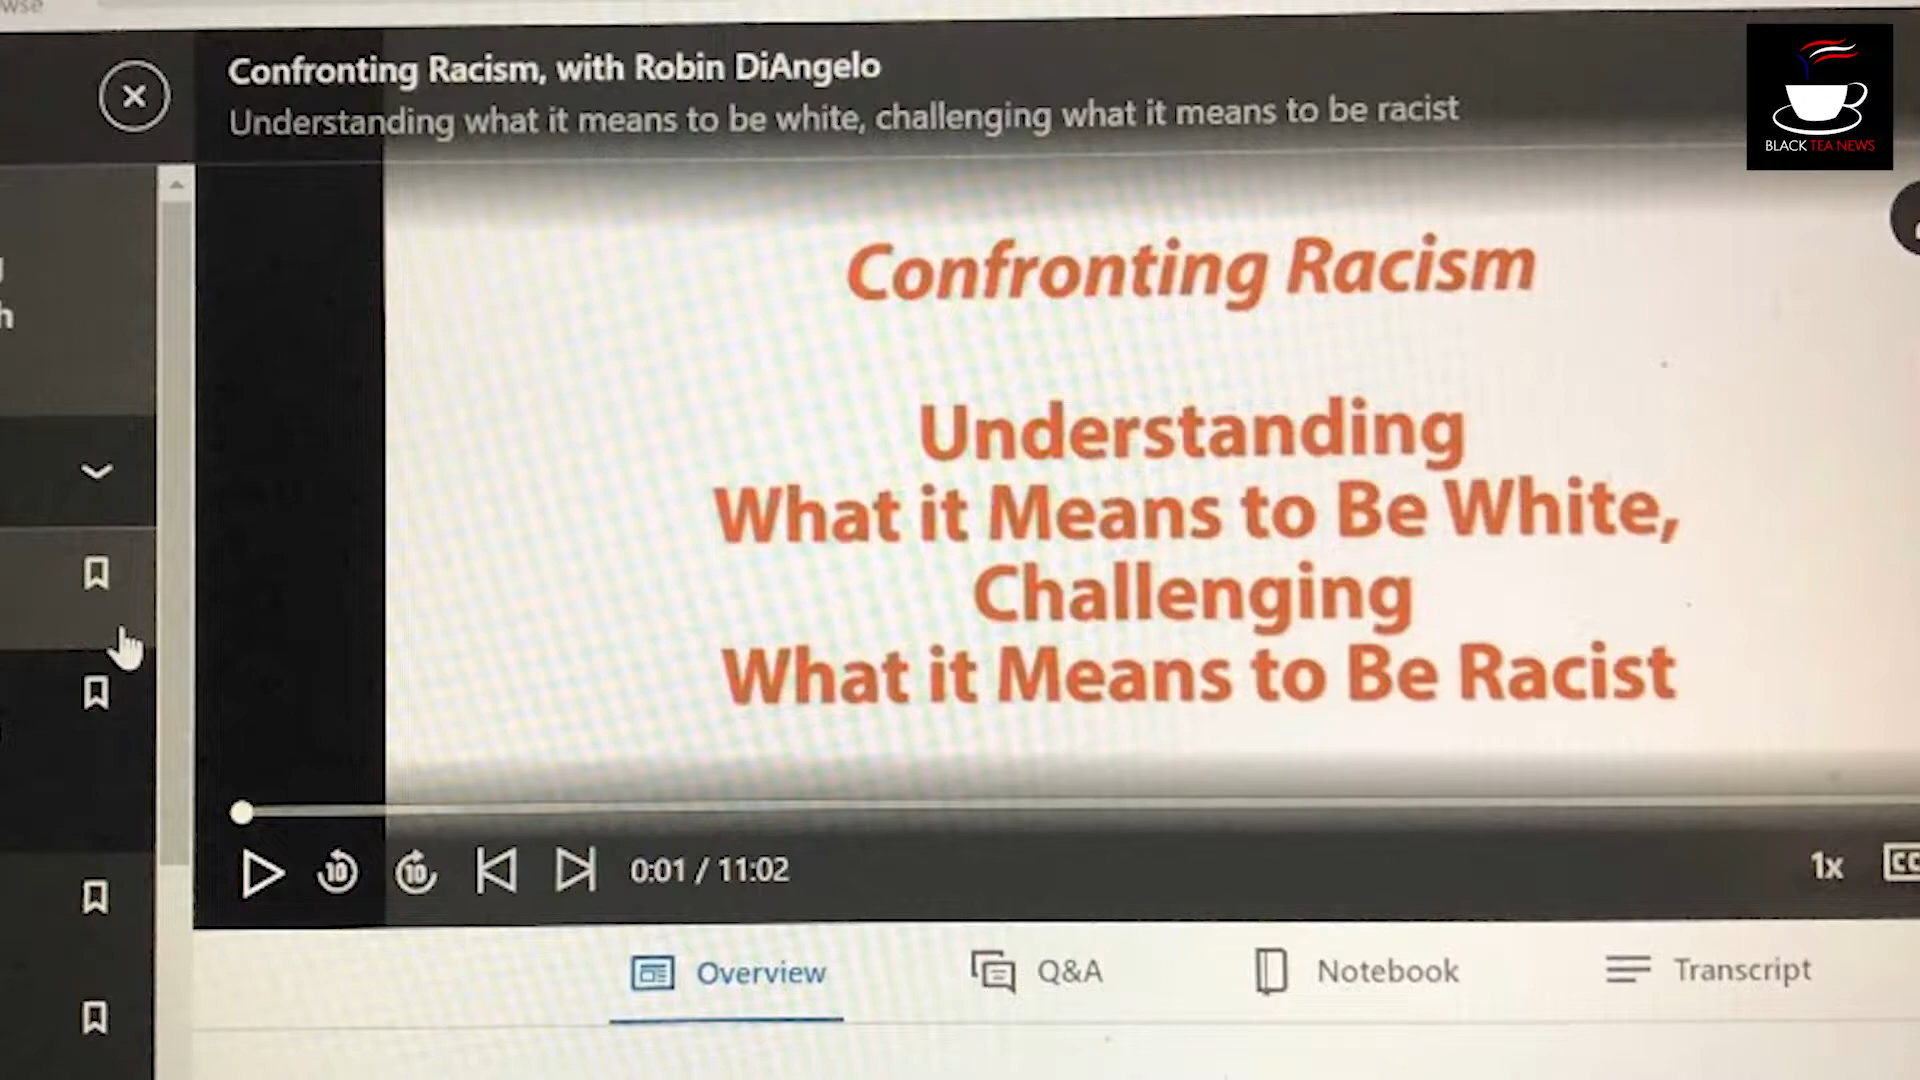 Confronting Racism, with Robin DiAngelo
Understanding what it means to be white, challenging what it means to be racist
BLACK TEA NEWS
Confronting Racism
Understanding
What it Means to Be White,
Challenging
What it Means to Be Racist
10
10
0:01 / 11:02
1x
CC
Overview
Q&A
Notebook
Transcript